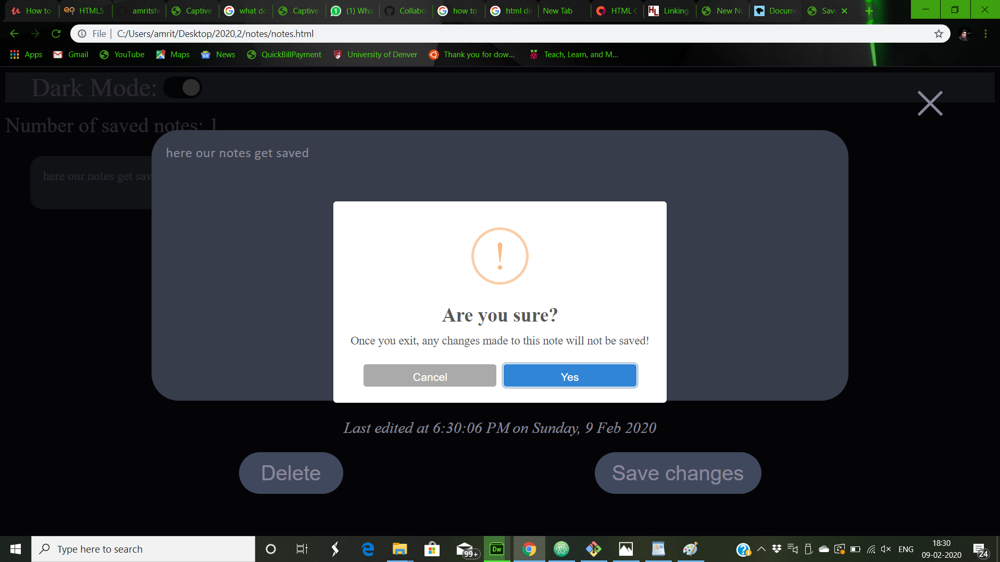 How to
HTML5
amritsh
Captive
what do
Captive
(1) Wha
Collabo
how to
html di
New Tab
HTML C
Linking
New No
Docum
Save
File
C:/Users/amrit/Desktop/2020,2/notes/notes.html
Apps
Gmail
YouTube
Maps
News
QuickBillPayment
University of Denver
Thank you for dow...
Teach, Learn, and M...
Dark Mode:
Number of saved notes: 1
here our notes get sav
here our notes get saved
!
Are you sure?
Once you exit, any changes made to this note will not be saved!
Cancel
Yes
Last edited at 6:30:06 PM on Sunday, 9 Feb 2020
Delete
Save changes
Type here to search
99+
Dw
ENG
18:30
09-02-2020
24